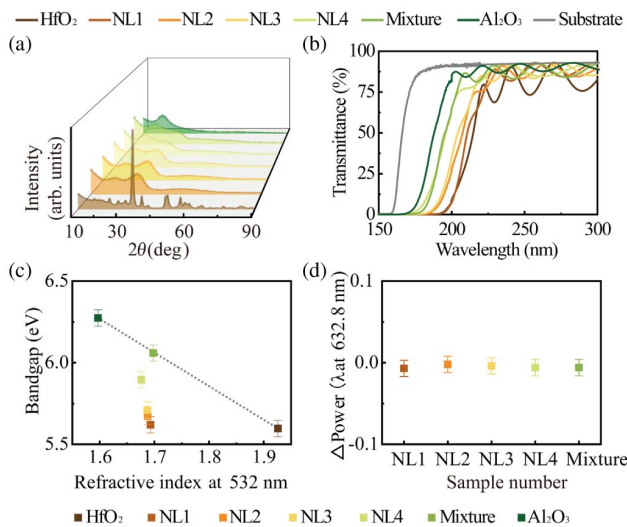 HfO₂ NL1 NL2 NL3 NL4 Mixture Al₂O₃ Substrate
(a)
Intensity
(arb. units)
10 30 60 90
2θ(deg)
(b)
Transmittance (%)
100
75
50
25
0
150 200 250 300
Wavelength (nm)
(c)
Bandgap (eV)
6.5
6.0
5.5
1.6 1.7 1.8 1.9
Refractive index at 532 nm
(d)
ΔPower (λat 632.8 nm)
0.1
0.0
-0.1
NL1 NL2 NL3 NL4 Mixture
Sample number
HfO₂ NL1 NL2 NL3 NL4 Mixture Al₂O₃